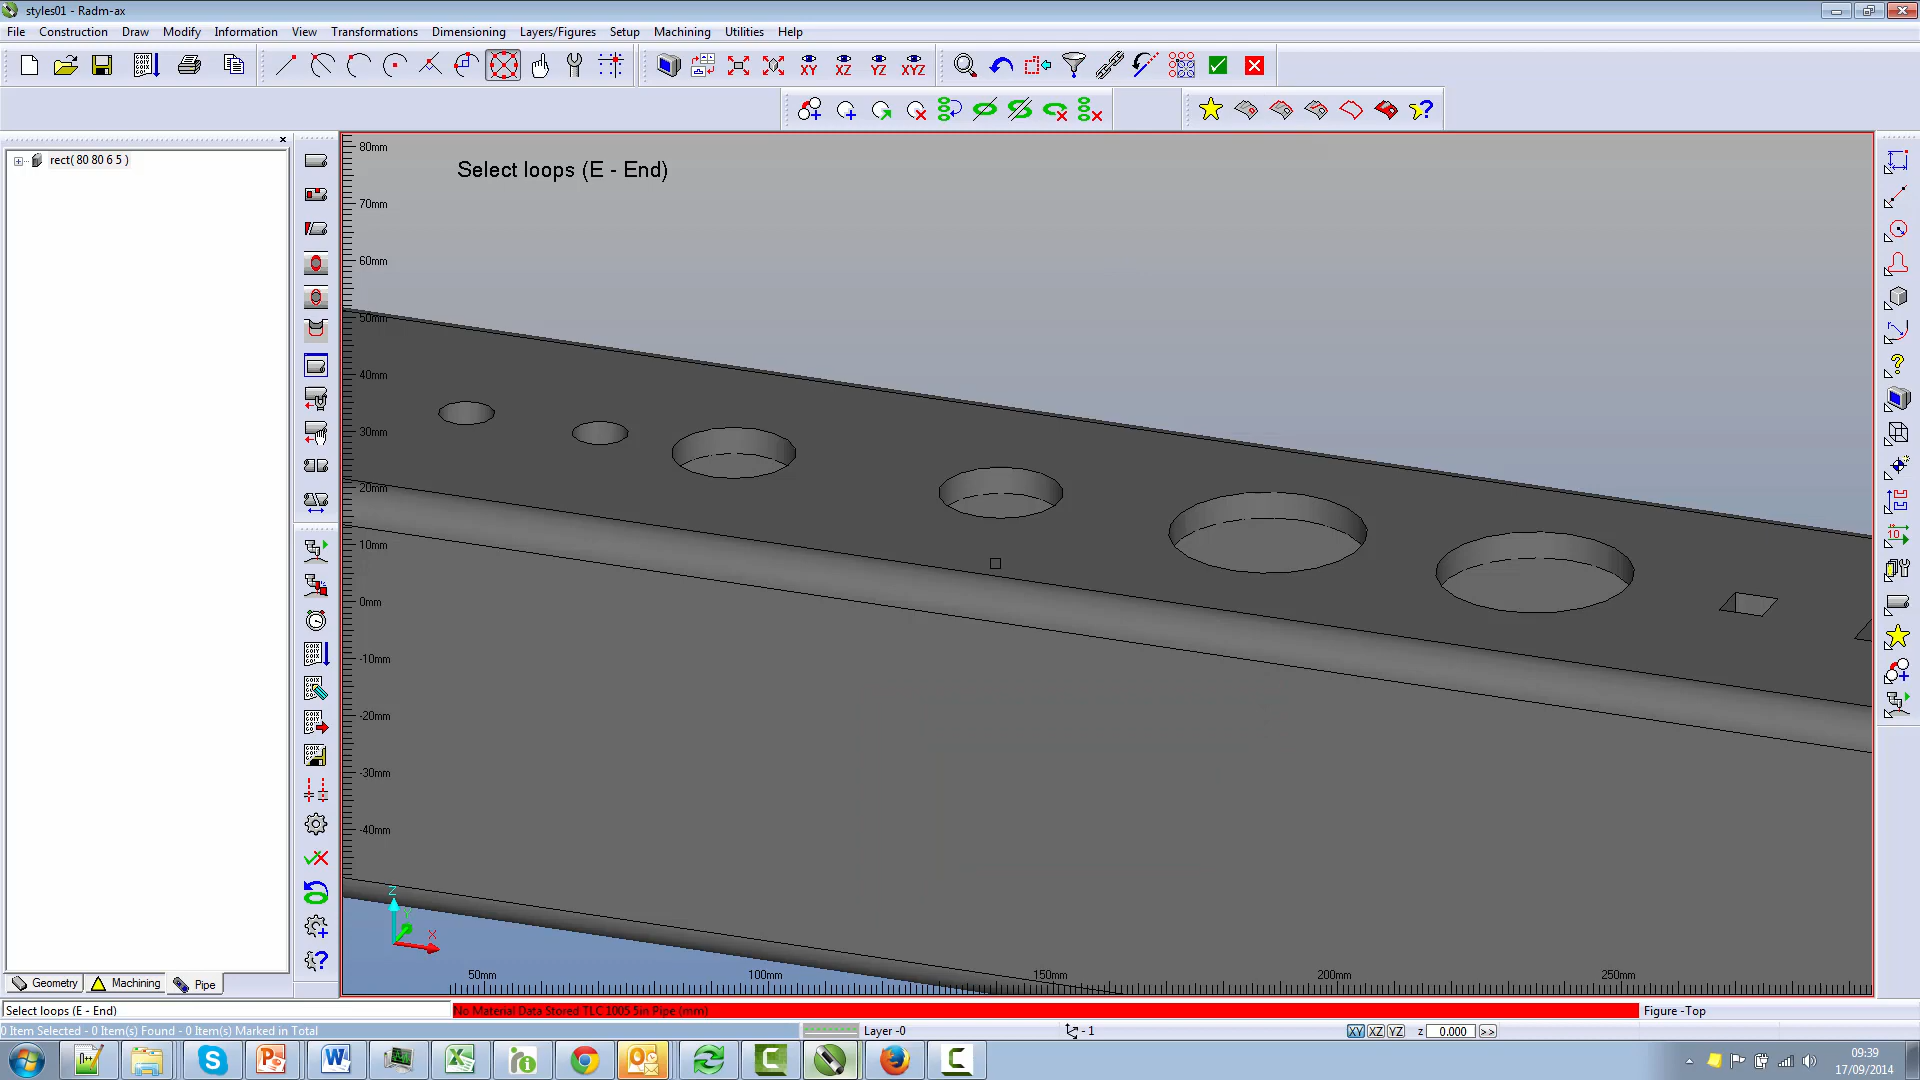 styles01 - Radm-ax
File Construction Draw Modify Information View Transformations Dimensioning Layers/Figures Setup Machining Utilities Help
XY XZ YZ XYZ
rect( 80 80 6 5 )
Select loops (E - End)
80mm
70mm
60mm
50mm
40mm
30mm
20mm
10mm
0mm
-10mm
-20mm
-30mm
-40mm
Z
Y
X
50mm 100mm 150mm 200mm 250mm
10
Geometry Machining Pipe
Select loops (E - End) No Material Data Stored TLC 1005 5in Pipe (mm) Figure -Top
0 Item Selected - 0 Item(s) Found - 0 Item(s) Marked in Total Layer -0 - 1 XY XZ YZ z 0.000 >>
09:39
17/09/2014